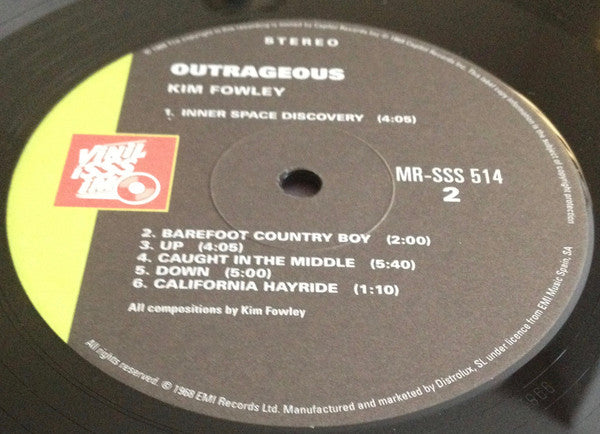 STEREO
OUTRAGEOUS
KIM FOWLEY
1. INNER SPACE DISCOVERY (4:05)
VINYL
LISSS
MR-SSS 514
2
2. BAREFOOT COUNTRY BOY (2:00)
3. UP (4:05)
4. CAUGHT IN THE MIDDLE (5:40)
5. DOWN (5:00)
6. CALIFORNIA HAYRIDE (1:10)
All compositions by Kim Fowley
All rights reserved. © 1968 EMI Records Ltd. Manufactured and marketed by Distrolux, SL under licence from EMI Music Spain, SA